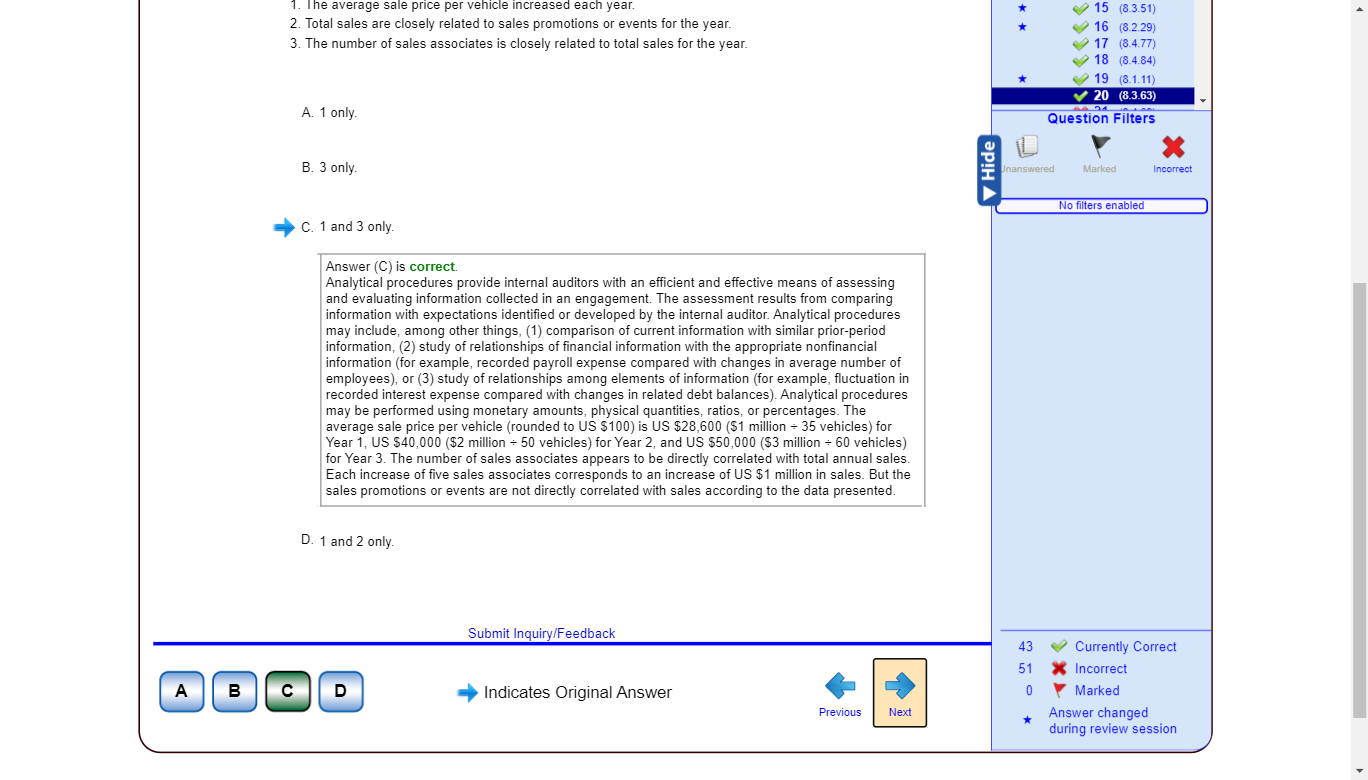 1. The average sale price per vehicle increased each year.
2. Total sales are closely related to sales promotions or events for the year.
3. The number of sales associates is closely related to total sales for the year.
A. 1 only.
B. 3 only.
C. 1 and 3 only.
Answer (C) is correct.
Analytical procedures provide internal auditors with an efficient and effective means of assessing
and evaluating information collected in an engagement. The assessment results from comparing
information with expectations identified or developed by the internal auditor. Analytical procedures
may include, among other things, (1) comparison of current information with similar prior-period
information, (2) study of relationships of financial information with the appropriate nonfinancial
information (for example, recorded payroll expense compared with changes in average number of
employees), or (3) study of relationships among elements of information (for example, fluctuation in
recorded interest expense compared with changes in related debt balances). Analytical procedures
may be performed using monetary amounts, physical quantities, ratios, or percentages. The
average sale price per vehicle (rounded to US $100) is US $28,600 ($1 million ÷ 35 vehicles) for
Year 1, US $40,000 ($2 million ÷ 50 vehicles) for Year 2, and US $50,000 ($3 million ÷ 60 vehicles)
for Year 3. The number of sales associates appears to be directly correlated with total annual sales.
Each increase of five sales associates corresponds to an increase of US $1 million in sales. But the
sales promotions or events are not directly correlated with sales according to the data presented.
D. 1 and 2 only.
Submit Inquiry/Feedback
A B C D
Indicates Original Answer
Previous Next
15 (8.3.51)
16 (8.2.29)
17 (8.4.77)
18 (8.4.84)
19 (8.1.11)
20 (8.3.63)
Question Filters
Hide
Marked Incorrect
No filters enabled
43 Currently Correct
51 Incorrect
0 Marked
Answer changed
during review session